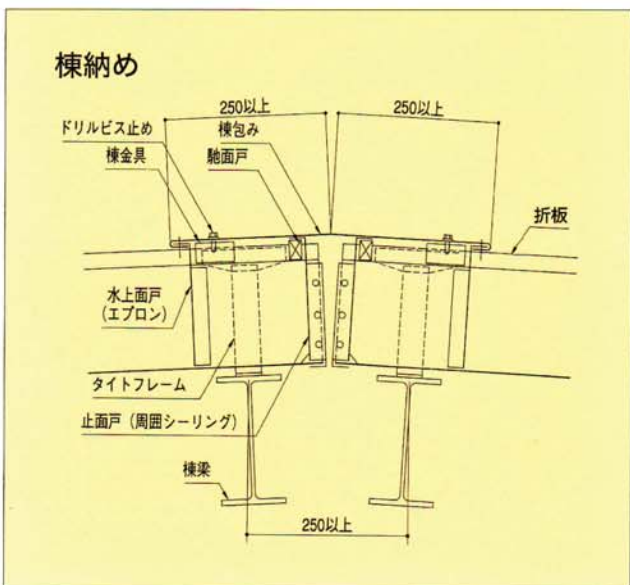 棟納め
250以上
250以上
ドリルビス止め
棟包み
棟金具
馳面戸
折板
水上面戸
(エプロン)
タイトフレーム
止面戸（周囲シーリング）
棟梁
250以上